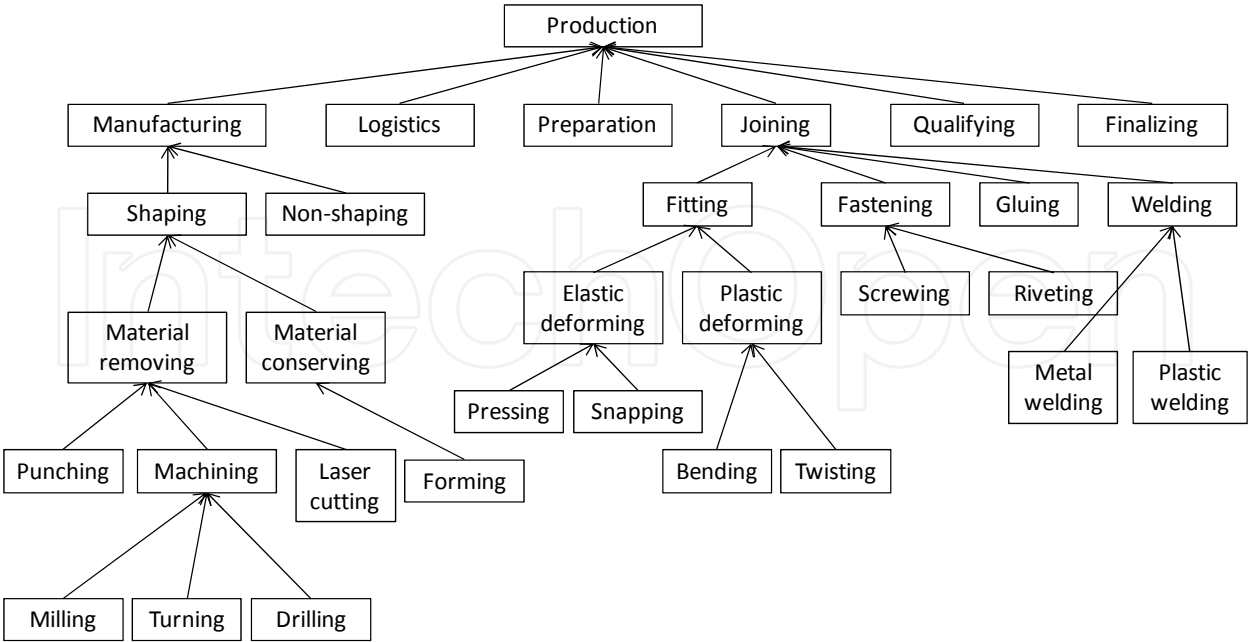 Production
Manufacturing
Logistics
Preparation
Joining
Qualifying
Finalizing
Shaping
Non-shaping
Fitting
Fastening
Gluing
Welding
Elastic
deforming
Plastic
deforming
Screwing
Riveting
Material
removing
Material
conserving
Metal
welding
Plastic
welding
Pressing
Snapping
Punching
Machining
Laser
cutting
Forming
Bending
Twisting
Milling
Turning
Drilling
IntechOpen